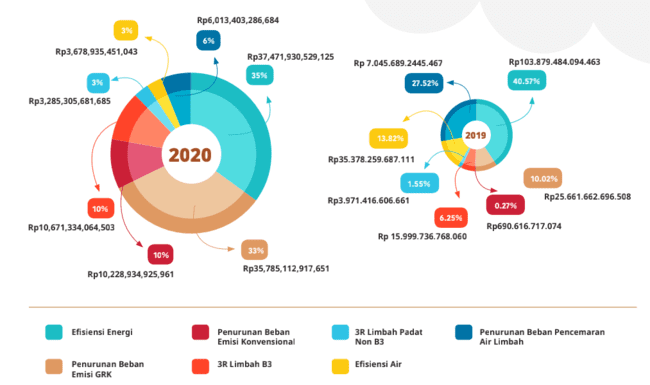 Rp6,013,403,286,684
3%
6%
Rp3,678,935,451,043
Rp37,471,930,529,125
35%
3%
Rp3,285,305,681,685
2020
10%
Rp10,671,334,064,503
10%
Rp10,228,934,925,961
33%
Rp35,785,112,917,651
Rp 7.045.689.2445.467
27.52%
Rp103.879.484.094.463
40.57%
13.82%
Rp35.378.259.687.111
2019
1.55%
Rp3.971.416.606.661
10.02%
Rp25.661.662.696.508
6.25%
Rp 15.999.736.768.060
0.27%
Rp690.616.717.074
Efisiensi Energi
Penurunan Beban
Emisi Konvensional
3R Limbah Padat
Non B3
Penurunan Beban Pencemaran
Air Limbah
Penurunan Beban
Emisi GRK
3R Limbah B3
Efisiensi Air